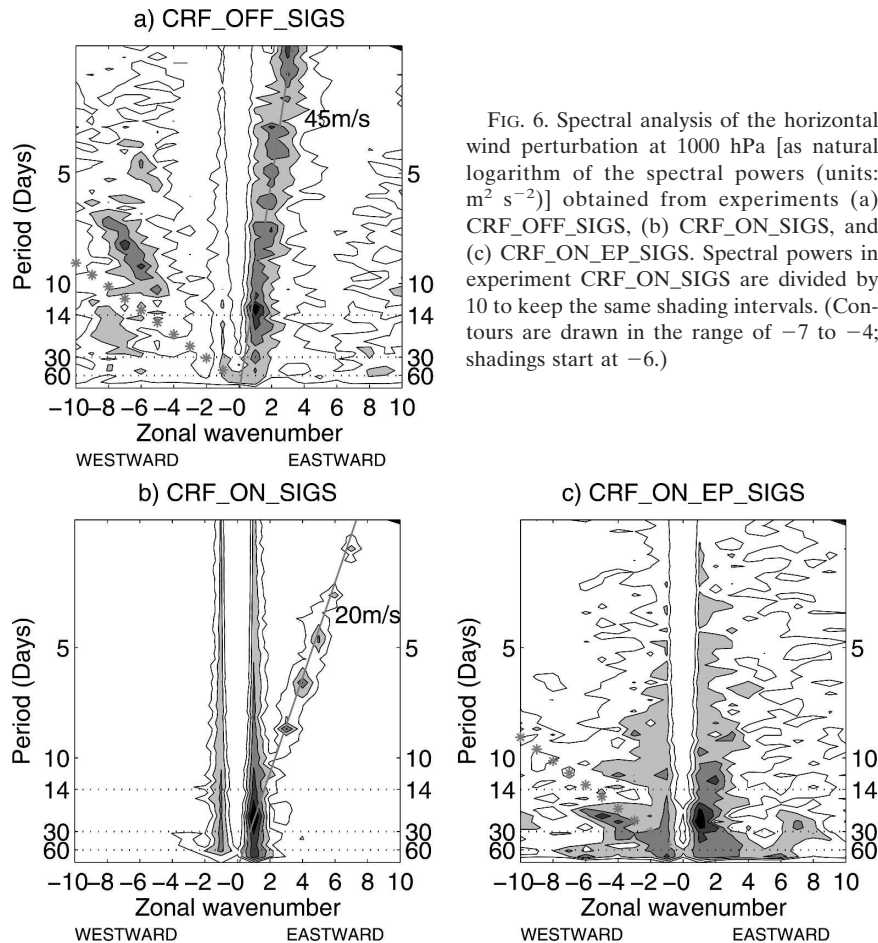 a) CRF_OFF_SIGS
45m/s
5
10
14
30
60
5
10
14
30
60
Period (Days)
−10 −8 −6 −4 −2 −0 2 4 6 8 10
Zonal wavenumber
WESTWARD EASTWARD
FIG. 6. Spectral analysis of the horizontal
wind perturbation at 1000 hPa [as natural
logarithm of the spectral powers (units:
m² s⁻²)] obtained from experiments (a)
CRF_OFF_SIGS, (b) CRF_ON_SIGS, and
(c) CRF_ON_EP_SIGS. Spectral powers in
experiment CRF_ON_SIGS are divided by
10 to keep the same shading intervals. (Con-
tours are drawn in the range of −7 to −4;
shadings start at −6.)
b) CRF_ON_SIGS
20m/s
5
10
14
30
60
5
10
14
30
60
Period (Days)
−10 −8 −6 −4 −2 −0 2 4 6 8 10
Zonal wavenumber
WESTWARD EASTWARD
c) CRF_ON_EP_SIGS
5
10
14
30
60
5
10
14
30
60
Period (Days)
−10 −8 −6 −4 −2 −0 2 4 6 8 10
Zonal wavenumber
WESTWARD EASTWARD